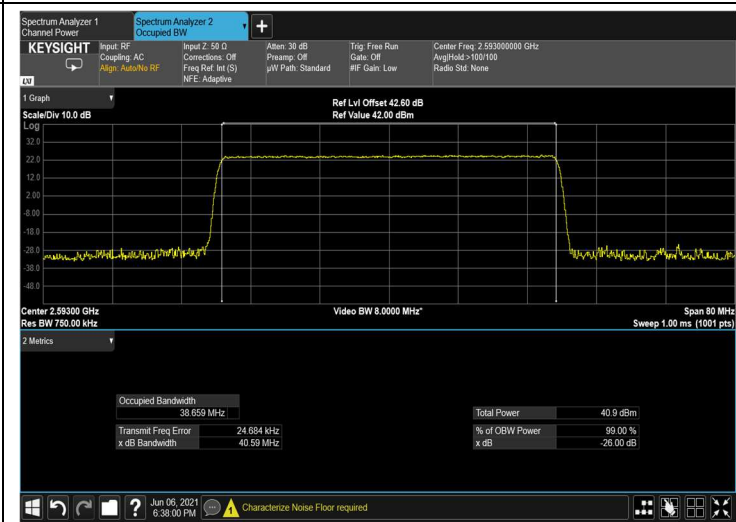 Spectrum Analyzer 1
Channel Power
Spectrum Analyzer 2
Occupied BW
+
KEYSIGHT
LXI
Input: RF
Coupling: AC
Align: Auto/No RF
Input Z: 50 Ω
Corrections: Off
Freq Ref: Int (S)
NFE: Adaptive
Atten: 30 dB
Preamp: Off
µW Path: Standard
Trig: Free Run
Gate: Off
#IF Gain: Low
Center Freq: 2.593000000 GHz
Avg|Hold:>100/100
Radio Std: None
1 Graph
Scale/Div 10.0 dB
Ref Lvl Offset 42.60 dB
Ref Value 42.00 dBm
Log
32.0
22.0
12.0
2.00
-8.00
-18.0
-28.0
-38.0
-48.0
Center 2.59300 GHz
Res BW 750.00 kHz
Video BW 8.0000 MHz*
Span 80 MHz
Sweep 1.00 ms (1001 pts)
2 Metrics
Occupied Bandwidth
38.659 MHz
Transmit Freq Error 24.684 kHz
x dB Bandwidth 40.59 MHz
Total Power 40.9 dBm
% of OBW Power 99.00 %
x dB -26.00 dB
?
Jun 06, 2021
6:38:00 PM
1
Characterize Noise Floor required